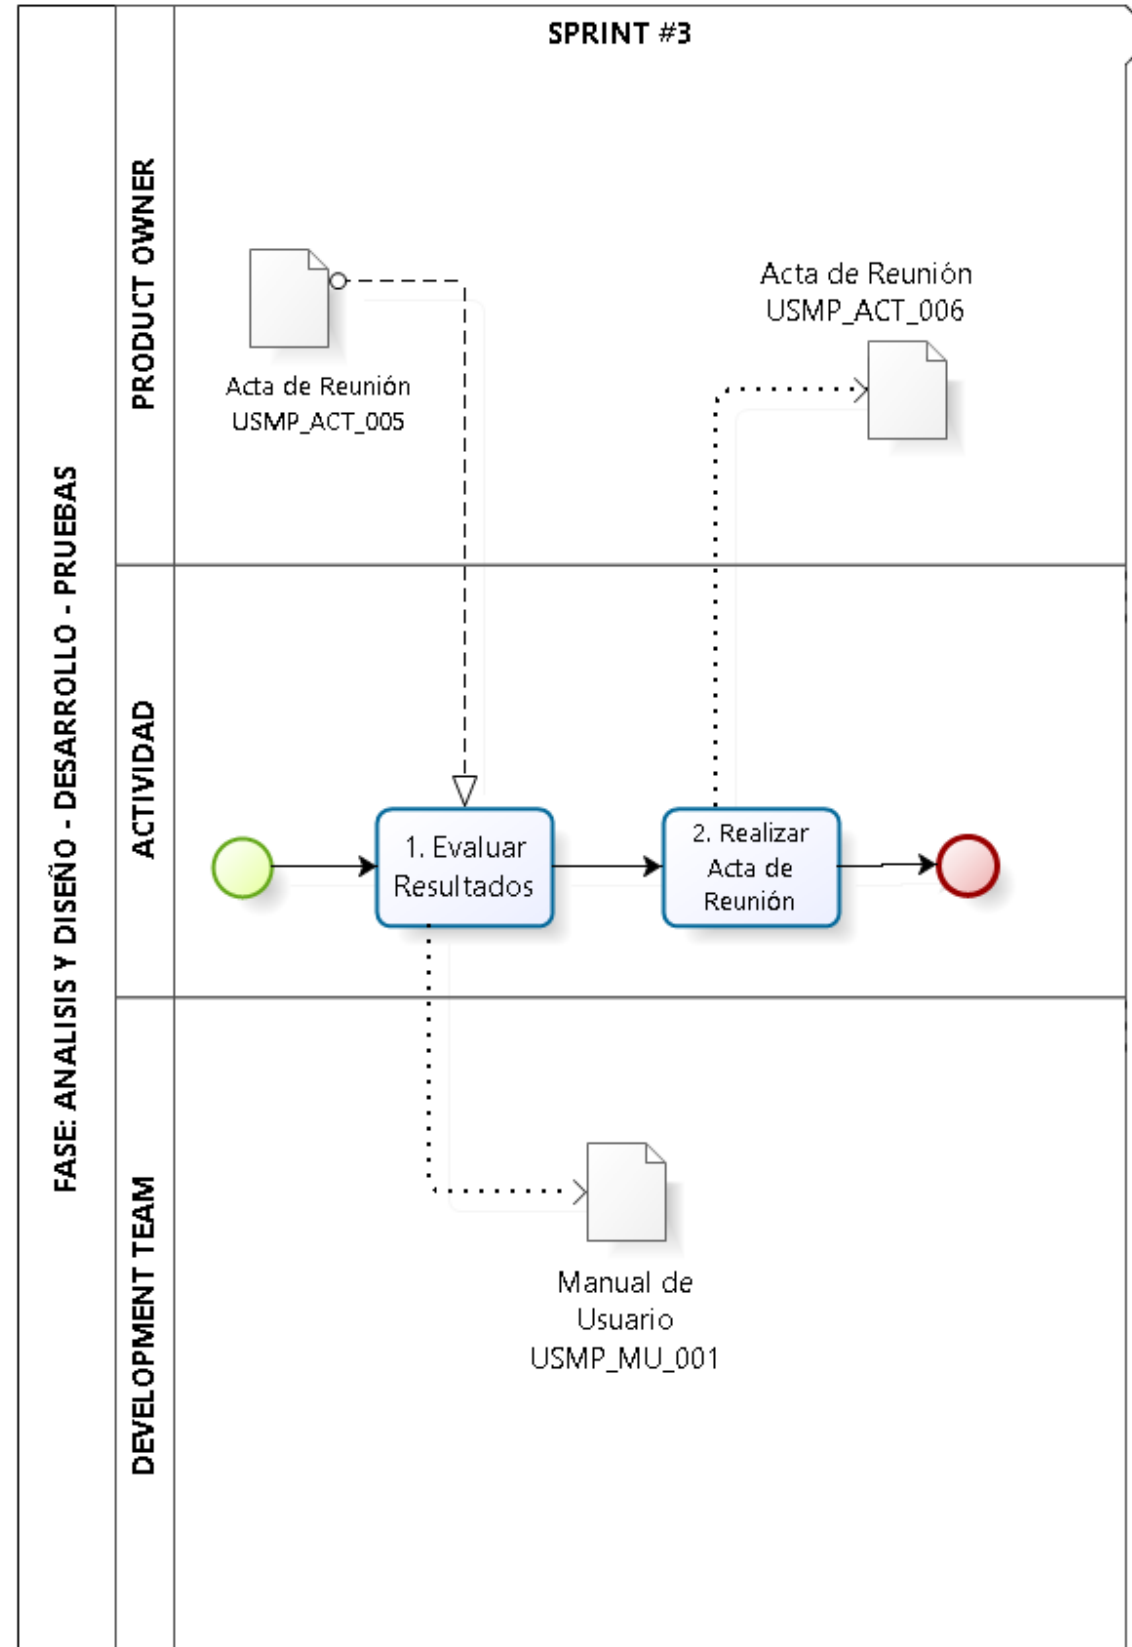 SPRINT #3
FASE: ANALISIS Y DISEÑO - DESARROLLO - PRUEBAS
PRODUCT OWNER
Acta de Reunión
USMP_ACT_005
Acta de Reunión
USMP_ACT_006
ACTIVIDAD
1. Evaluar
Resultados
2. Realizar
Acta de
Reunión
DEVELOPMENT TEAM
Manual de
Usuario
USMP_MU_001